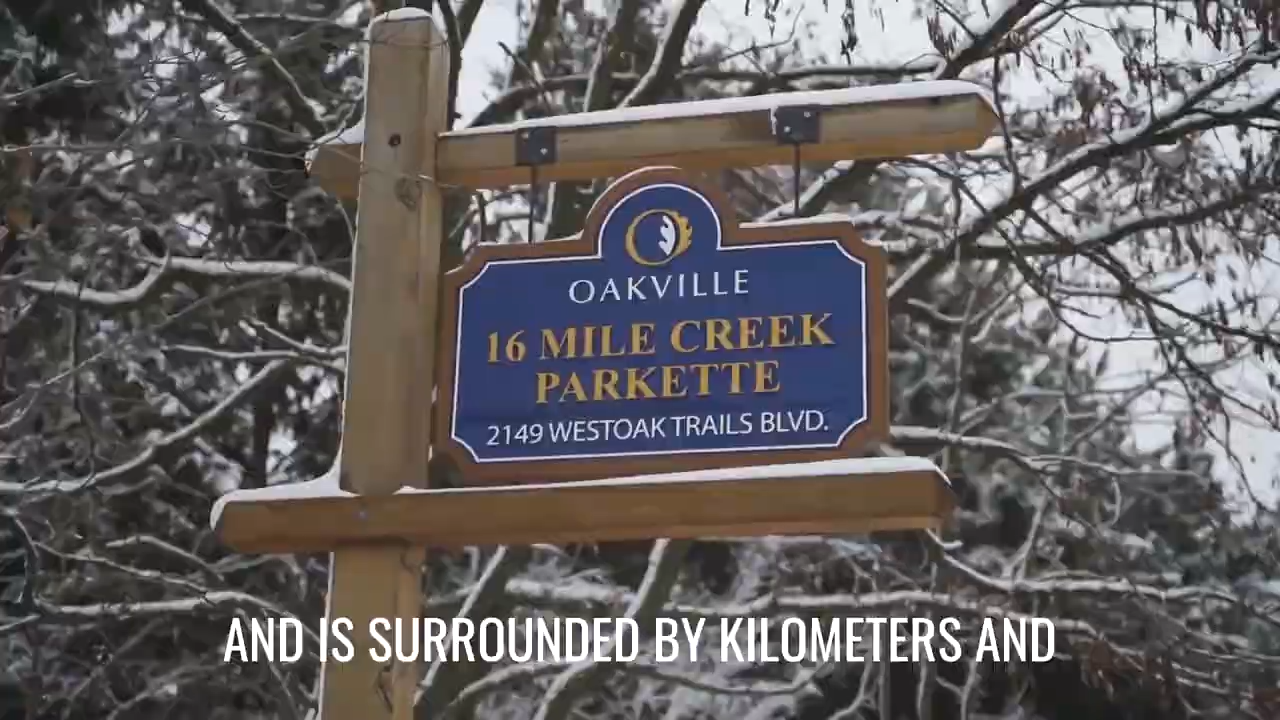 OAKVILLE
16 MILE CREEK
PARKETTE
2149 WESTOAK TRAILS BLVD.
AND IS SURROUNDED BY KILOMETERS AND